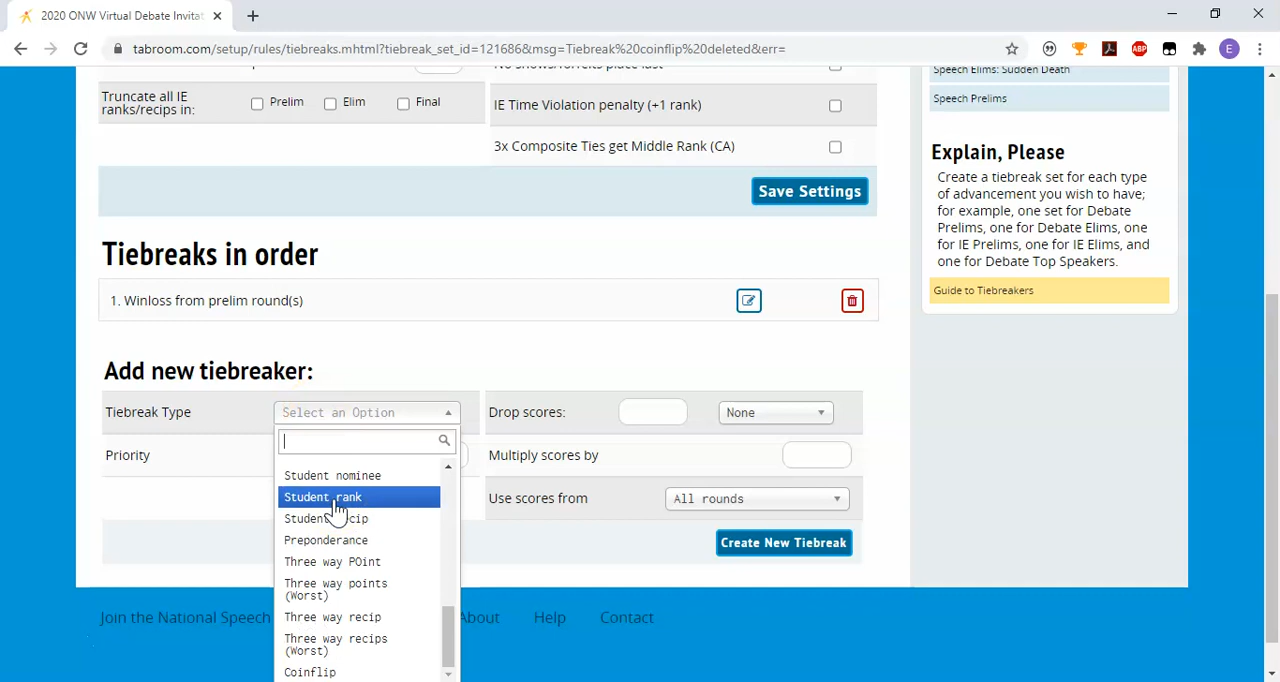 2020 ONW Virtual Debate Invitat
tabroom.com/setup/rules/tiebreaks.mhtml?tiebreak_set_id=121686&msg=Tiebreak%20coinflip%20deleted&err=
ABP
E
Truncate all IE
ranks/recips in:
Prelim
Elim
Final
IE Time Violation penalty (+1 rank)
3x Composite Ties get Middle Rank (CA)
Save Settings
Tiebreaks in order
1. Winloss from prelim round(s)
Add new tiebreaker:
Tiebreak Type
Select an Option
Drop scores:
None
Priority
Multiply scores by
Use scores from
All rounds
Create New Tiebreak
Student nominee
Student rank
Preponderance
Three way POint
Three way points
(Worst)
Three way recip
Three way recips
(Worst)
Coinflip
Speech Elims: Sudden Death
Speech Prelims
Explain, Please
Create a tiebreak set for each type
of advancement you wish to have;
for example, one set for Debate
Prelims, one for Debate Elims, one
for IE Prelims, one for IE Elims, and
one for Debate Top Speakers.
Guide to Tiebreakers
Join the National Speech
About
Help
Contact